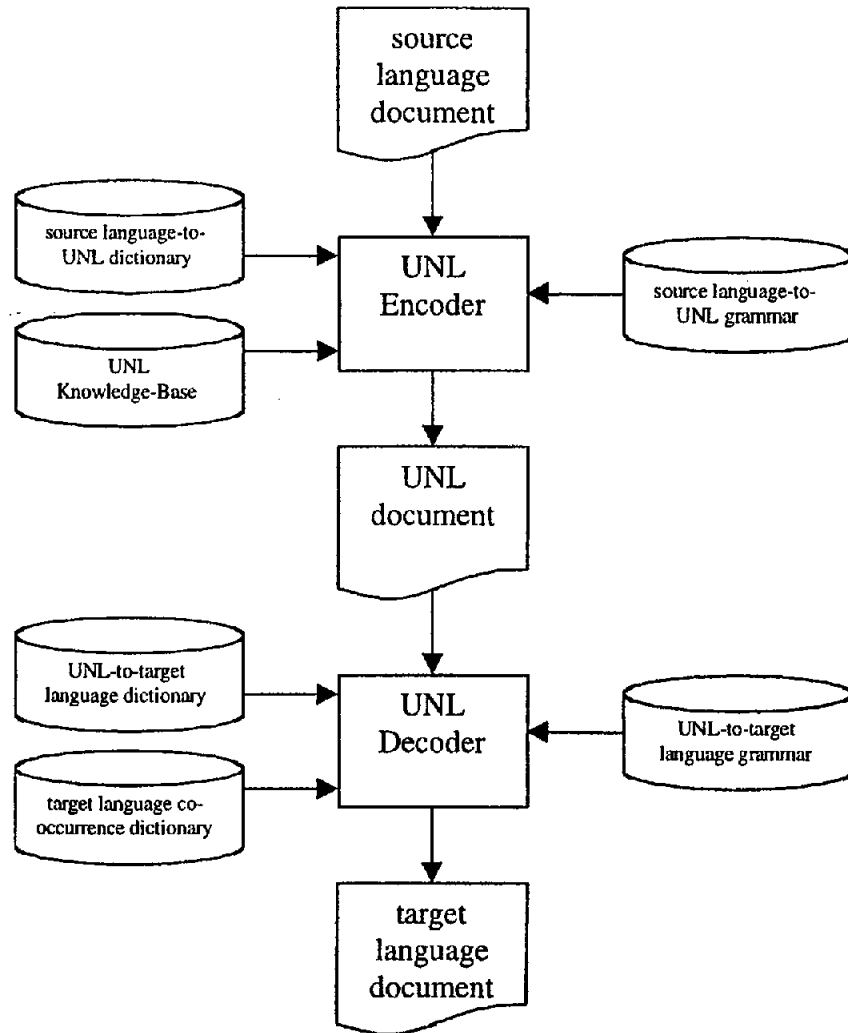 source
language
document
source language-to-
UNL dictionary
UNL
Encoder
source language-to-
UNL grammar
UNL
Knowledge-Base
UNL
document
UNL-to-target
language dictionary
UNL
Decoder
UNL-to-target
language grammar
target language co-
occurrence dictionary
target
language
document